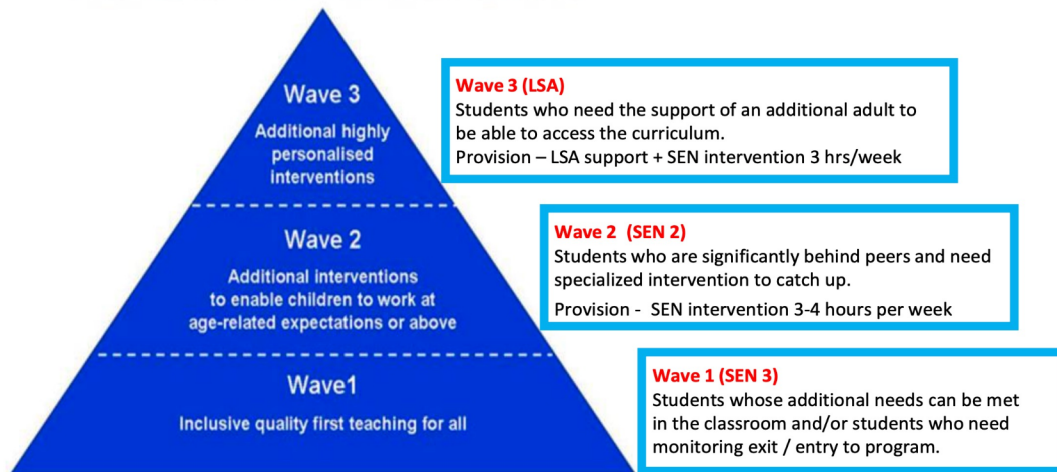 Wave 3
Additional highly
personalised
interventions
Wave 3 (LSA)
Students who need the support of an additional adult to
be able to access the curriculum.
Provision – LSA support + SEN intervention 3 hrs/week
Wave 2
Additional interventions
to enable children to work at
age-related expectations or above
Wave 2 (SEN 2)
Students who are significantly behind peers and need
specialized intervention to catch up.
Provision - SEN intervention 3-4 hours per week
Wave1
Inclusive quality first teaching for all
Wave 1 (SEN 3)
Students whose additional needs can be met
in the classroom and/or students who need
monitoring exit / entry to program.